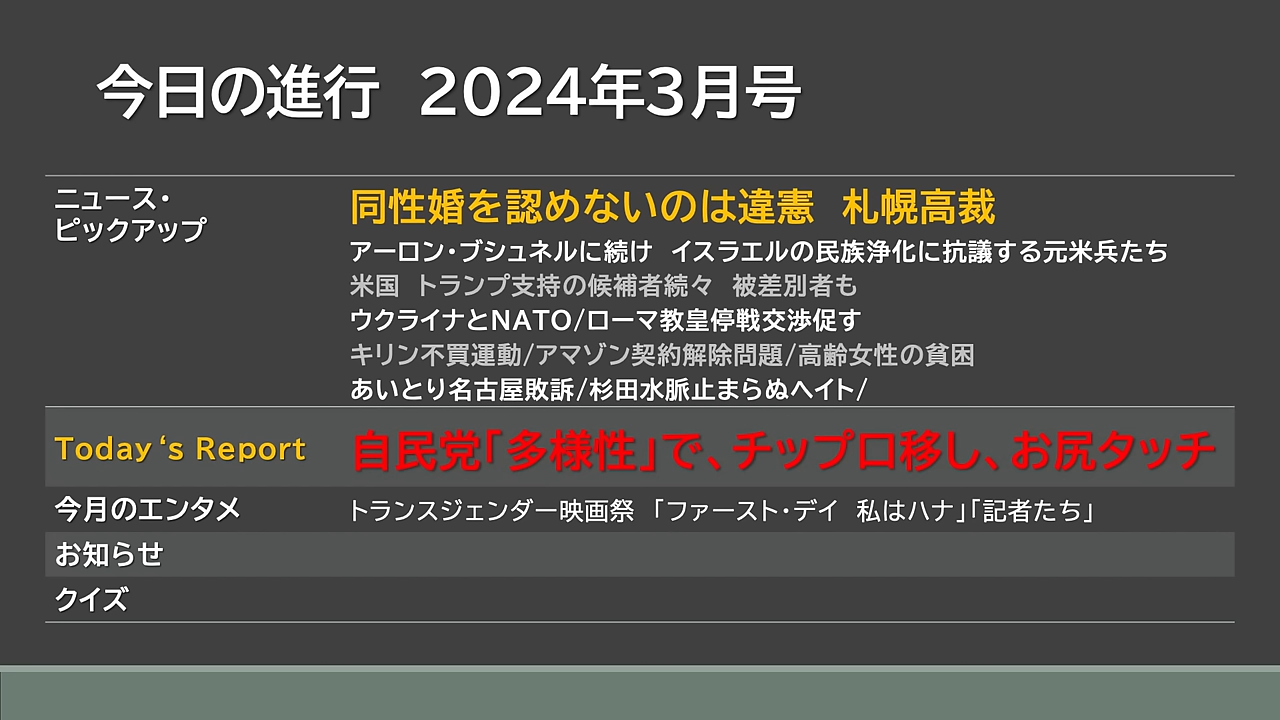 今日の進行　2024年3月号
ニュース・
ピックアップ
同性婚を認めないのは違憲　札幌高裁
アーロン・ブシュネルに続け　イスラエルの民族浄化に抗議する元米兵たち
米国　トランプ支持の候補者続々　被差別者も
ウクライナとNATO/ローマ教皇停戦交渉促す
キリン不買運動/アマゾン契約解除問題/高齢女性の貧困
あいとり名古屋敗訴/杉田水脈止まらぬヘイト/
Today‘s Report
自民党「多様性」で、チップ口移し、お尻タッチ
今月のエンタメ
トランスジェンダー映画祭　「ファースト・デイ　私はハナ」「記者たち」
お知らせ
クイズ